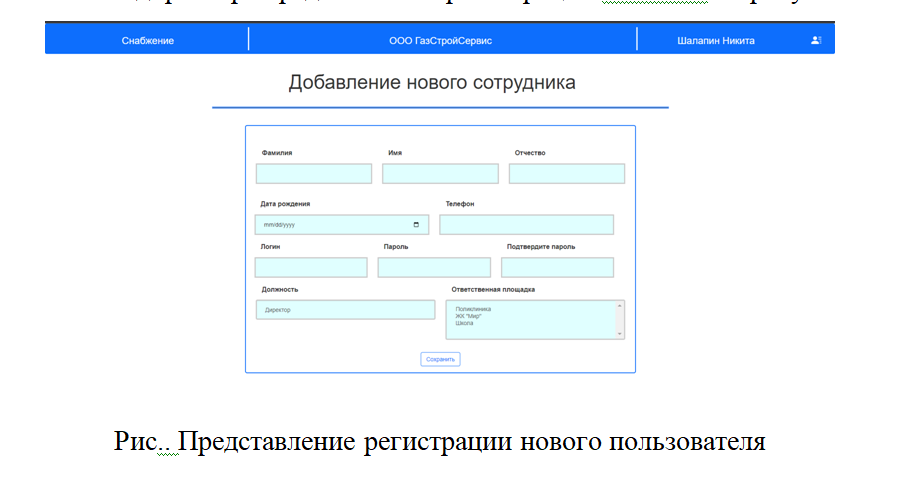 Снабжение ООО ГазСтройСервис Шалапин Никита
Добавление нового сотрудника
Фамилия Имя Отчество
Дата рождения Телефон
mm/dd/yyyy
Логин Пароль Подтвердите пароль
Должность Ответственная площадка
Директор
Поликлиника
ЖК "Мир"
Школа
Сохранить
Рис.. Представление регистрации нового пользователя